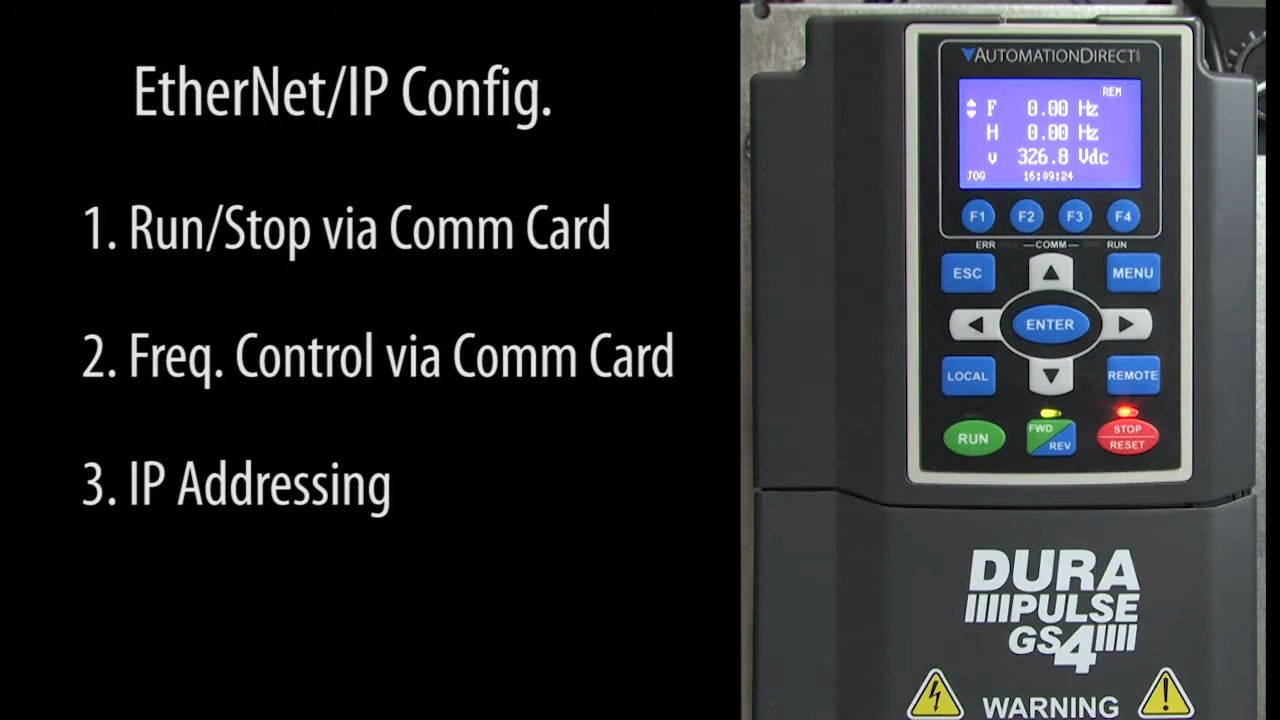 EtherNet/IP Config.
1. Run/Stop via Comm Card
2. Freq. Control via Comm Card
3. IP Addressing
AUTOMATIONDIRECT
REM
F 0.00 Hz
H 0.00 Hz
v 326.8 Vdc
JOG 16:09:24
F1 F2 F3 F4
ERR COMM RUN
ESC MENU
ENTER
LOCAL REMOTE
RUN FWD REV STOP RESET
DURA
PULSE
GS4
WARNING